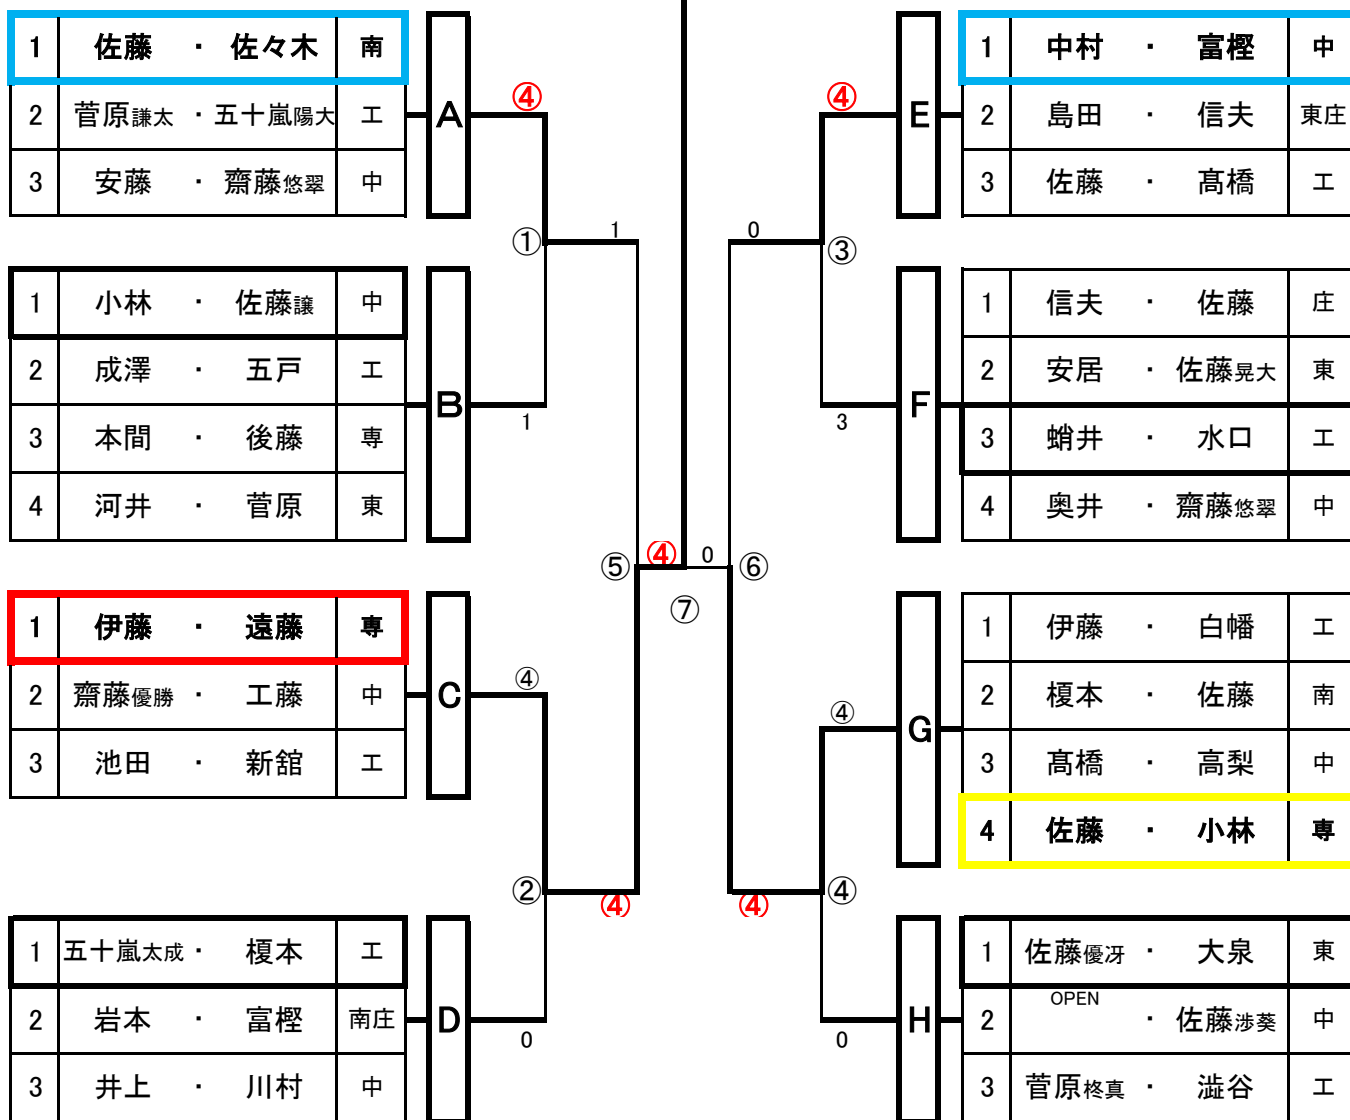 1 佐藤 ・ 佐々木 南
2 菅原謙太 ・ 五十嵐陽大 工
3 安藤 ・ 齋藤悠翠 中
A
④
①
1
1 小林 ・ 佐藤譲 中
2 成澤 ・ 五戸 工
3 本間 ・ 後藤 専
4 河井 ・ 菅原 東
B
1
1 伊藤 ・ 遠藤 専
2 齋藤優勝 ・ 工藤 中
3 池田 ・ 新舘 工
C
④
②
④
1 五十嵐太成 ・ 榎本 工
2 岩本 ・ 富樫 南庄
3 井上 ・ 川村 中
D
0
⑤
④
0
⑥
⑦
1 中村 ・ 富樫 中
2 島田 ・ 信夫 東庄
3 佐藤 ・ 髙橋 工
E
④
0
③
1 信夫 ・ 佐藤 庄
2 安居 ・ 佐藤晃大 東
3 蛸井 ・ 水口 工
4 奥井 ・ 齋藤悠翠 中
F
3
1 伊藤 ・ 白幡 工
2 榎本 ・ 佐藤 南
3 髙橋 ・ 高梨 中
4 佐藤 ・ 小林 専
G
④
④
④
1 佐藤優冴 ・ 大泉 東
OPEN
2 ・ 佐藤渉葵 中
3 菅原柊真 ・ 澁谷 工
H
0